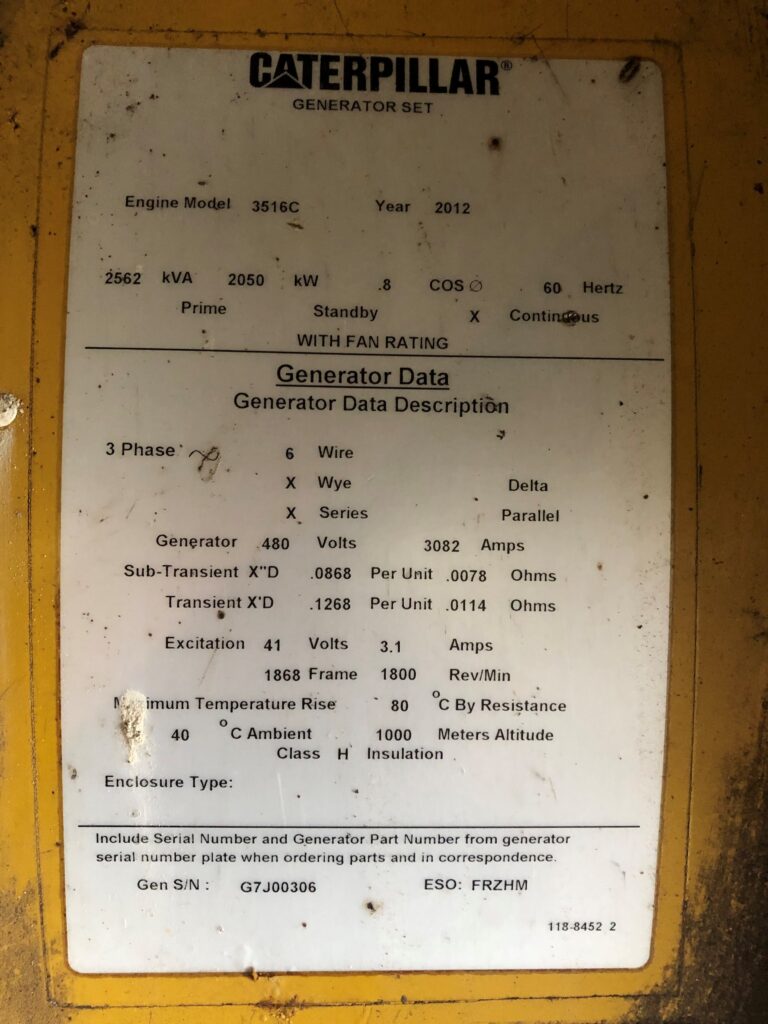 CATERPILLAR®
GENERATOR SET
Engine Model 3516C Year 2012
2562 kVA 2050 kW .8 COS ∅ 60 Hertz
Prime Standby X Continuous
WITH FAN RATING
Generator Data
Generator Data Description
3 Phase 6 Wire
X Wye Delta
X Series Parallel
Generator 480 Volts 3082 Amps
Sub-Transient X"D .0868 Per Unit .0078 Ohms
Transient X'D .1268 Per Unit .0114 Ohms
Excitation 41 Volts 3.1 Amps
1868 Frame 1800 Rev/Min
Maximum Temperature Rise 80 °C By Resistance
40 °C Ambient 1000 Meters Altitude
Class H Insulation
Enclosure Type:
Include Serial Number and Generator Part Number from generator
serial number plate when ordering parts and in correspondence.
Gen S/N : G7J00306 ESO: FRZHM
118-8452 2